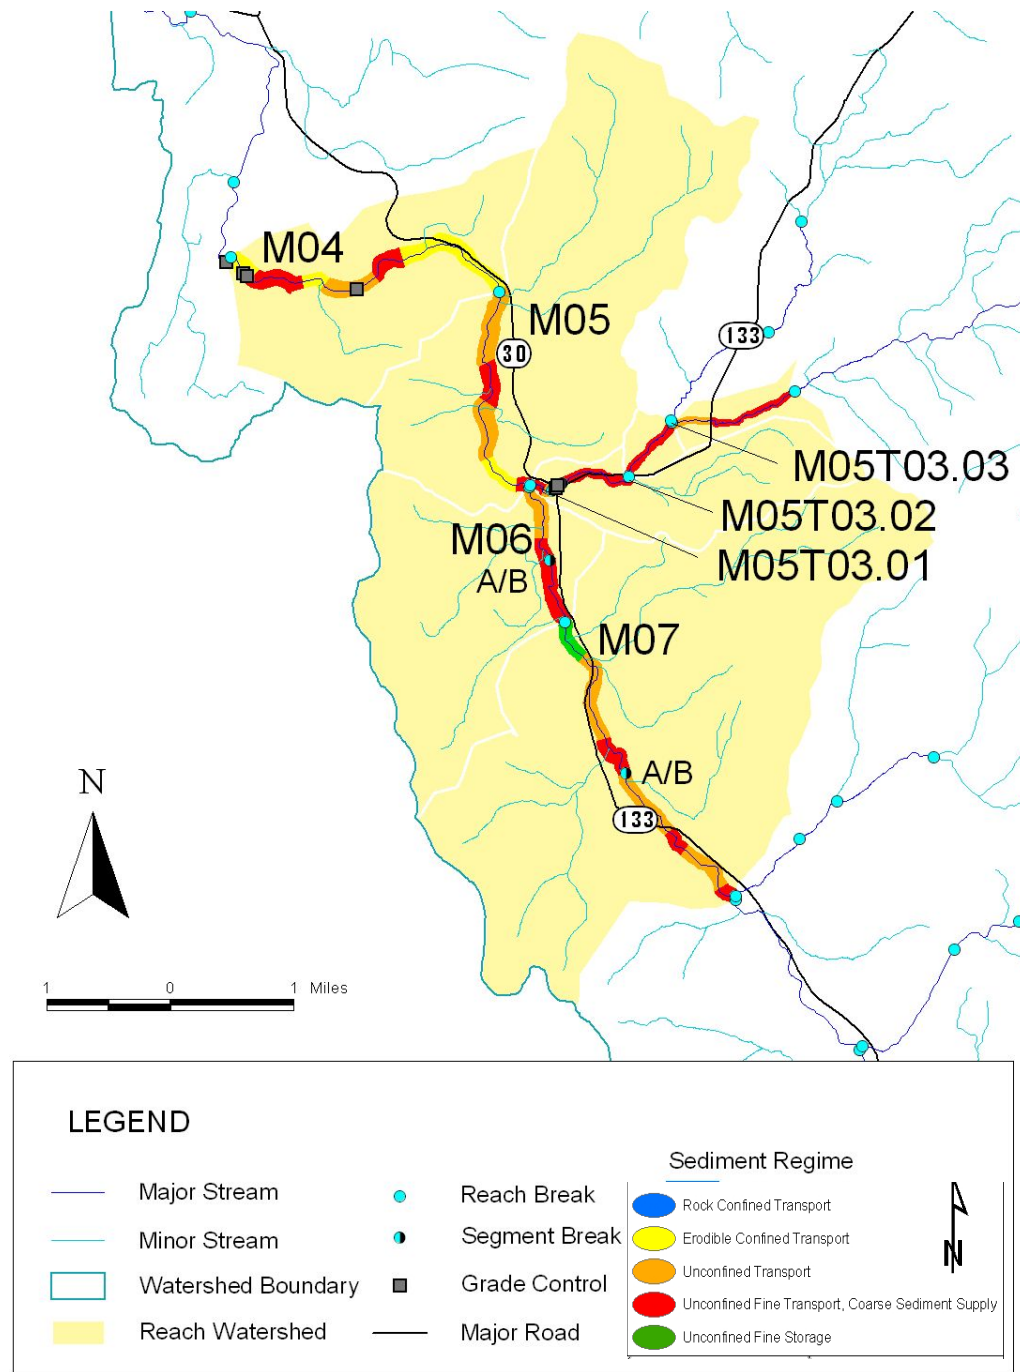 M04
M05
30
133
M05T03.03
M05T03.02
M06
M05T03.01
A/B
M07
A/B
133
N
1 0 1 Miles
LEGEND
Major Stream
Minor Stream
Watershed Boundary
Reach Watershed
Reach Break
Segment Break
Grade Control
Major Road
Sediment Regime
Rock Confined Transport
Erodible Confined Transport
Unconfined Transport
Unconfined Fine Transport, Coarse Sediment Supply
Unconfined Fine Storage
N